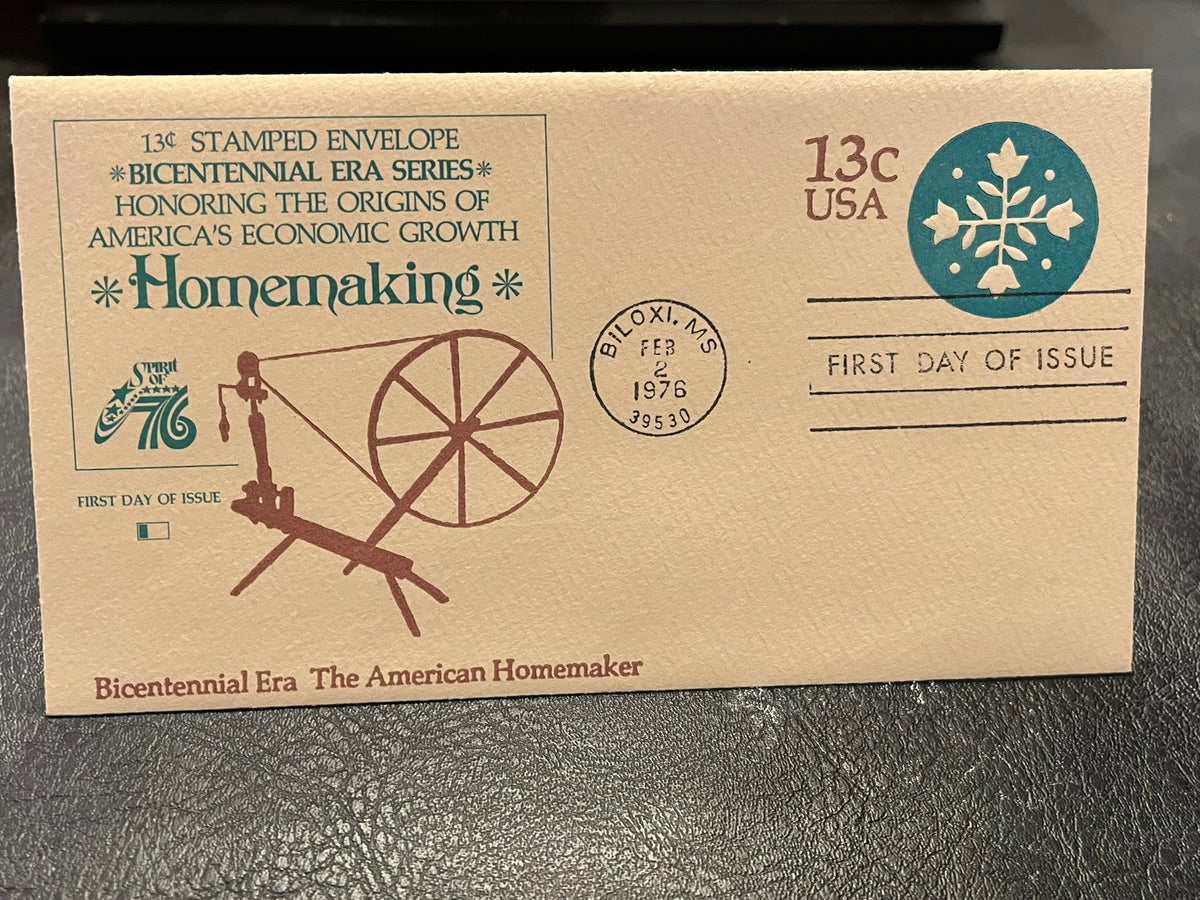 13¢ STAMPED ENVELOPE
*BICENTENNIAL ERA SERIES*
HONORING THE ORIGINS OF
AMERICA'S ECONOMIC GROWTH
*Homemaking*
SPIRIT
OF
76
FIRST DAY OF ISSUE
Bicentennial Era The American Homemaker
BILOXI, MS
FEB
2
1976
39530
13c
USA
FIRST DAY OF ISSUE